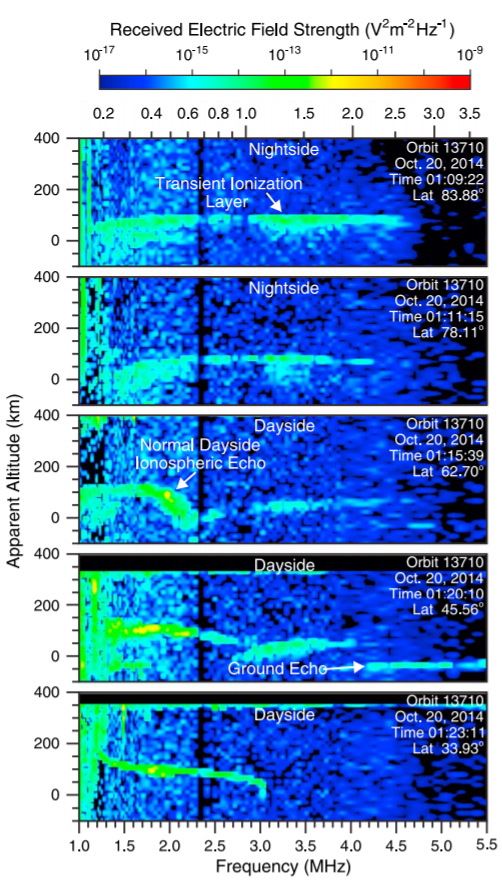 Received Electric Field Strength (V²m⁻²Hz⁻¹)
10⁻¹⁷ 10⁻¹⁵ 10⁻¹³ 10⁻¹¹ 10⁻⁹
0.2 0.4 0.6 0.8 1.0 1.5 2.0 2.5 3.0 3.5
Apparent Altitude (km)
400
200
0
Nightside
Transient Ionization
Layer
Orbit 13710
Oct. 20, 2014
Time 01:09:22
Lat 83.88°
400
200
0
Nightside
Orbit 13710
Oct. 20, 2014
Time 01:11:15
Lat 78.11°
400
200
0
Dayside
Normal Dayside
Ionospheric Echo
Orbit 13710
Oct. 20, 2014
Time 01:15:39
Lat 62.70°
400
200
0
Dayside
Orbit 13710
Oct. 20, 2014
Time 01:20:10
Lat 45.56°
Ground Echo
400
200
0
Dayside
Orbit 13710
Oct. 20, 2014
Time 01:23:11
Lat 33.93°
1.0 1.5 2.0 2.5 3.0 3.5 4.0 4.5 5.0 5.5
Frequency (MHz)